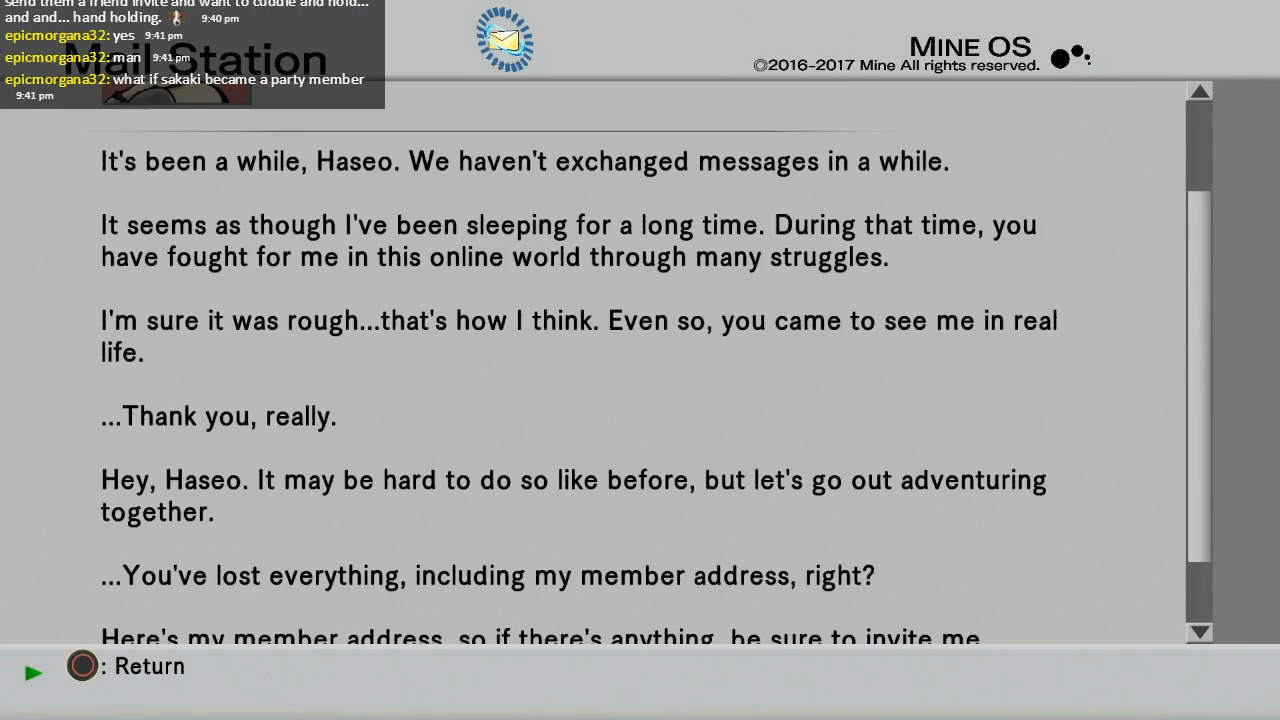 send them a friend invite and want to cuddle and hold...
and and... hand holding. 9:40 pm
epicmorgana32: yes 9:41 pm
epicmorgana32: man 9:41 pm
epicmorgana32: what if sakaki became a party member
9:41 pm
Mail Station
MINE OS
©2016-2017 Mine All rights reserved.
It's been a while, Haseo. We haven't exchanged messages in a while.
It seems as though I've been sleeping for a long time. During that time, you
have fought for me in this online world through many struggles.
I'm sure it was rough...that's how I think. Even so, you came to see me in real
life.
...Thank you, really.
Hey, Haseo. It may be hard to do so like before, but let's go out adventuring
together.
...You've lost everything, including my member address, right?
Here's my member address, so if there's anything, be sure to invite me
: Return